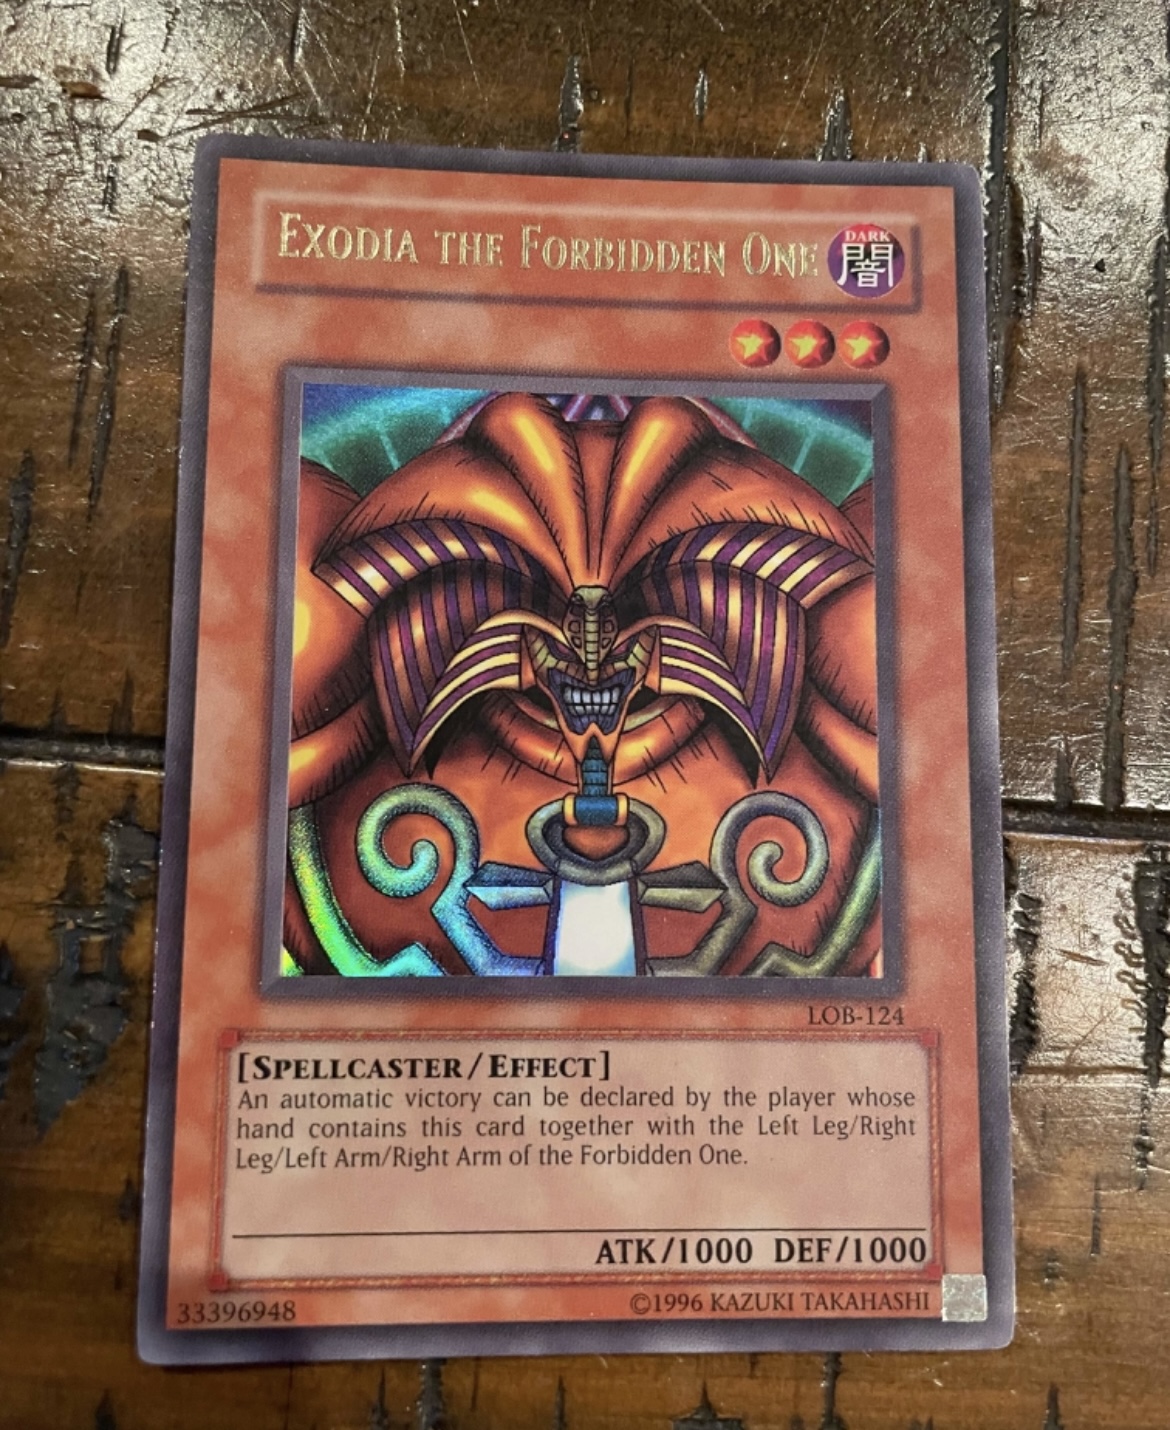 EXODIA THE FORBIDDEN ONE
DARK
闇
LOB-124
[SPELLCASTER/EFFECT]
An automatic victory can be declared by the player whose
hand contains this card together with the Left Leg/Right
Leg/Left Arm/Right Arm of the Forbidden One.
ATK/1000 DEF/1000
33396948
©1996 KAZUKI TAKAHASHI